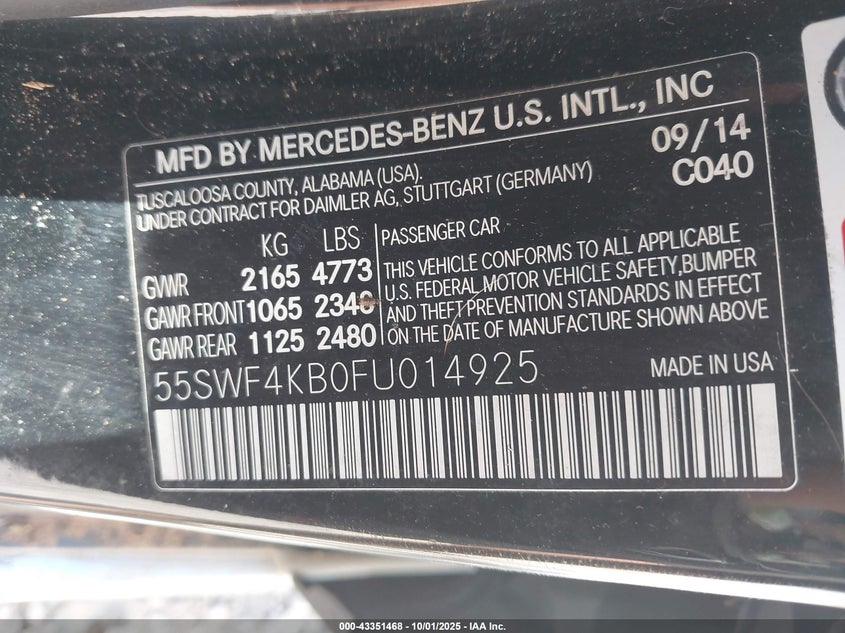 MFD BY MERCEDES-BENZ U.S. INTL., INC
TUSCALOOSA COUNTY, ALABAMA (USA).
UNDER CONTRACT FOR DAIMLER AG, STUTTGART (GERMANY)
09/14
C040
KG LBS
GVWR 2165 4773
GAWR FRONT 1065 2348
GAWR REAR 1125 2480
PASSENGER CAR
THIS VEHICLE CONFORMS TO ALL APPLICABLE
U.S. FEDERAL MOTOR VEHICLE SAFETY,BUMPER
AND THEFT PREVENTION STANDARDS IN EFFECT
ON THE DATE OF MANUFACTURE SHOWN ABOVE
55SWF4KB0FU014925
MADE IN USA
000-43351468 - 10/01/2025 - IAA Inc.